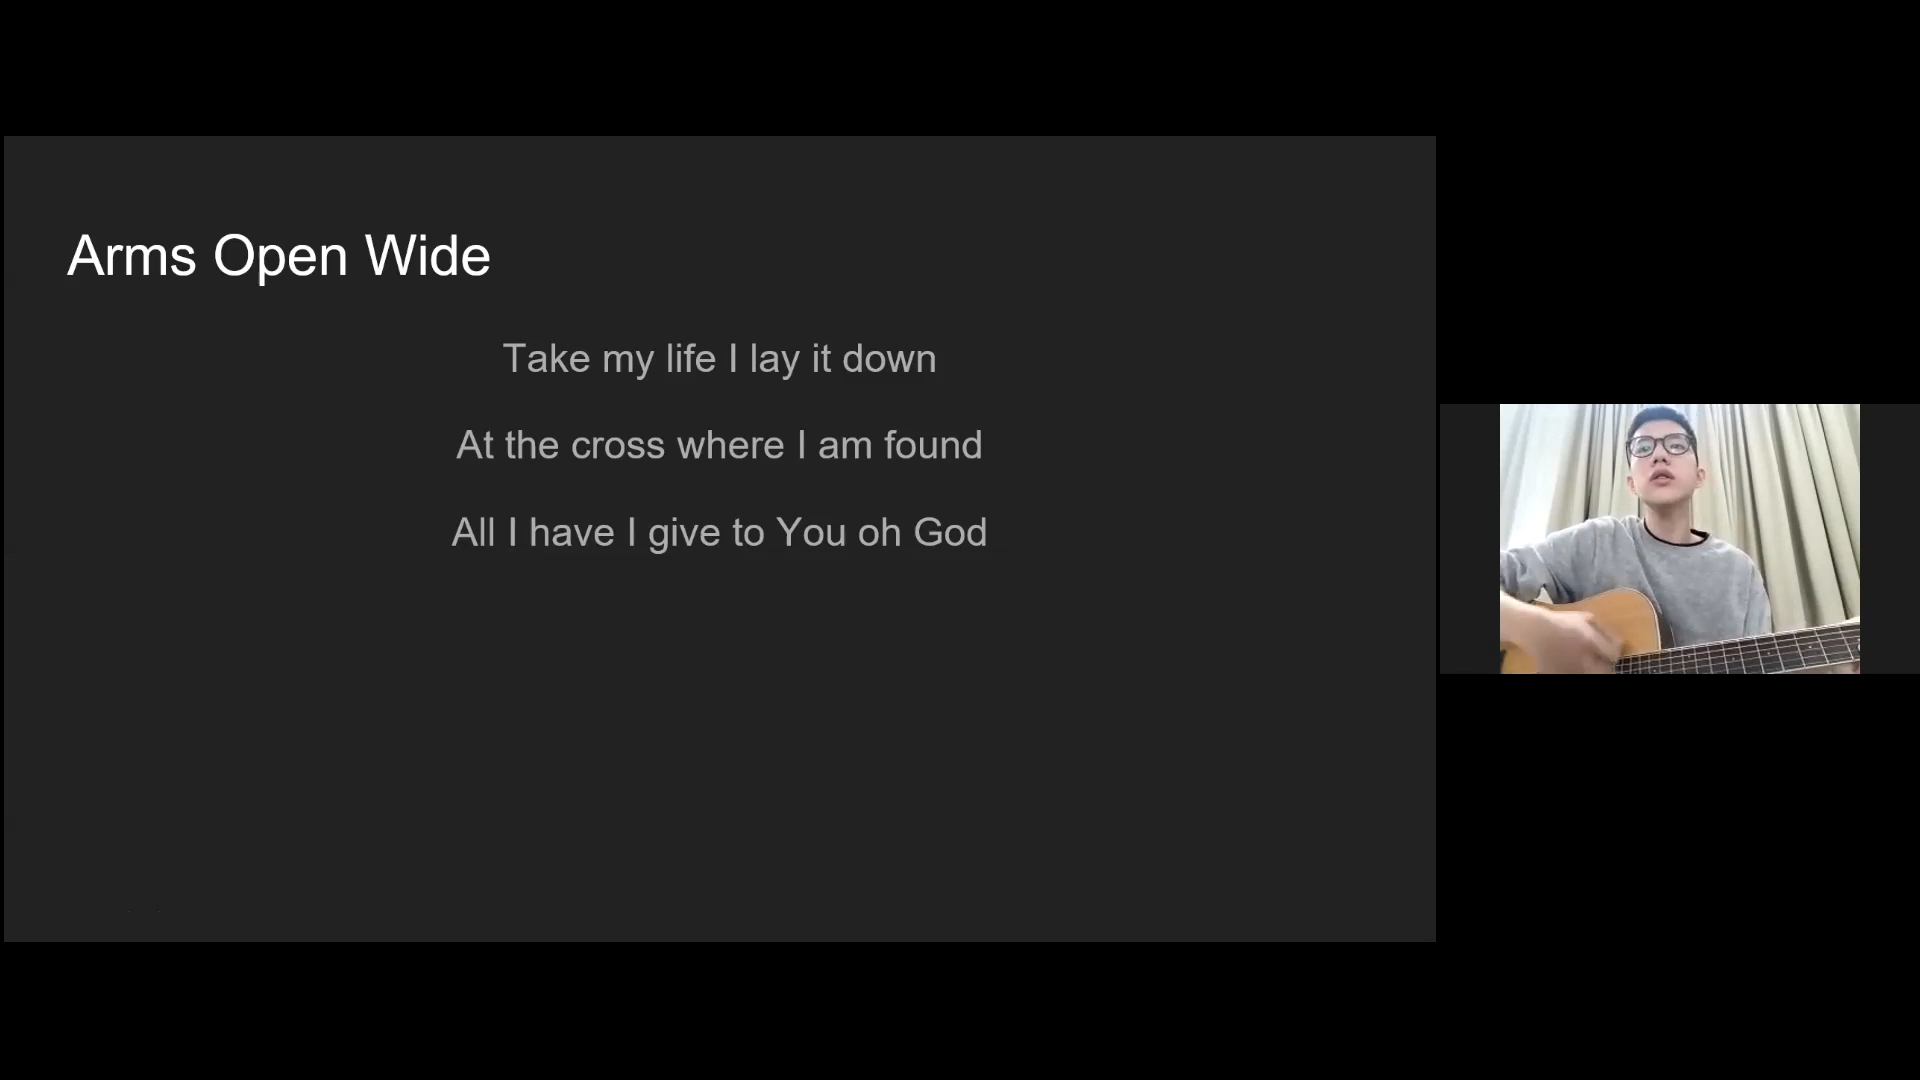 Arms Open Wide
Take my life I lay it down
At the cross where I am found
All I have I give to You oh God